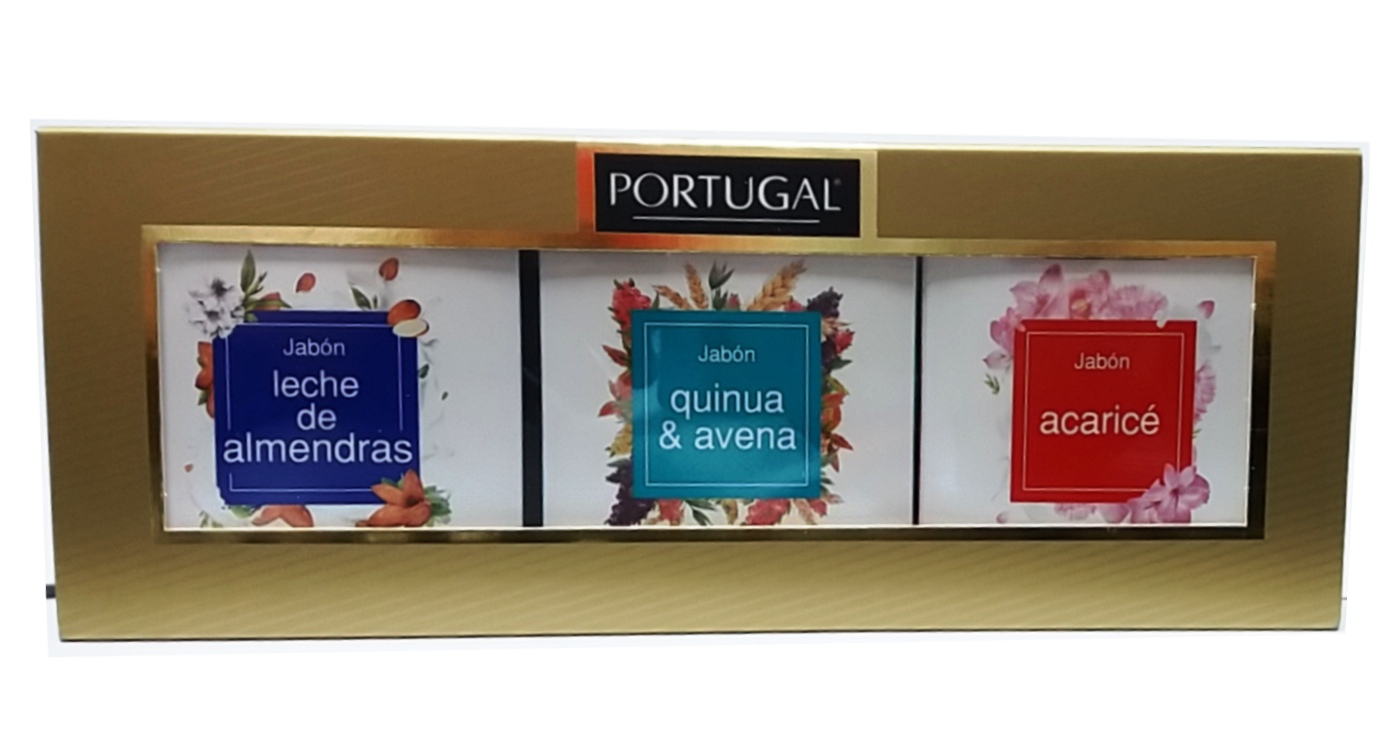 PORTUGAL®
Jabón
leche
de
almendras
Jabón
quinua
& avena
Jabón
acaricé